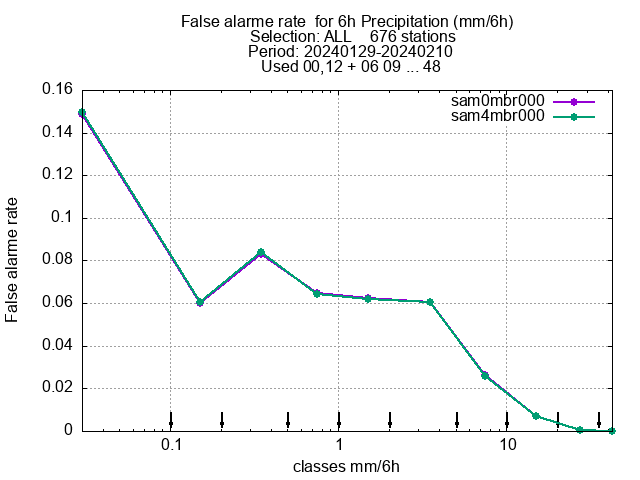 False alarme rate  for 6h Precipitation (mm/6h)
Selection: ALL    676 stations
Period: 20240129-20240210
Used 00,12 + 06 09 ... 48
sam0mbr000
sam4mbr000
0.16
0.14
0.12
0.1
0.08
0.06
0.04
0.02
0
False alarme rate
0.1
1
10
classes mm/6h